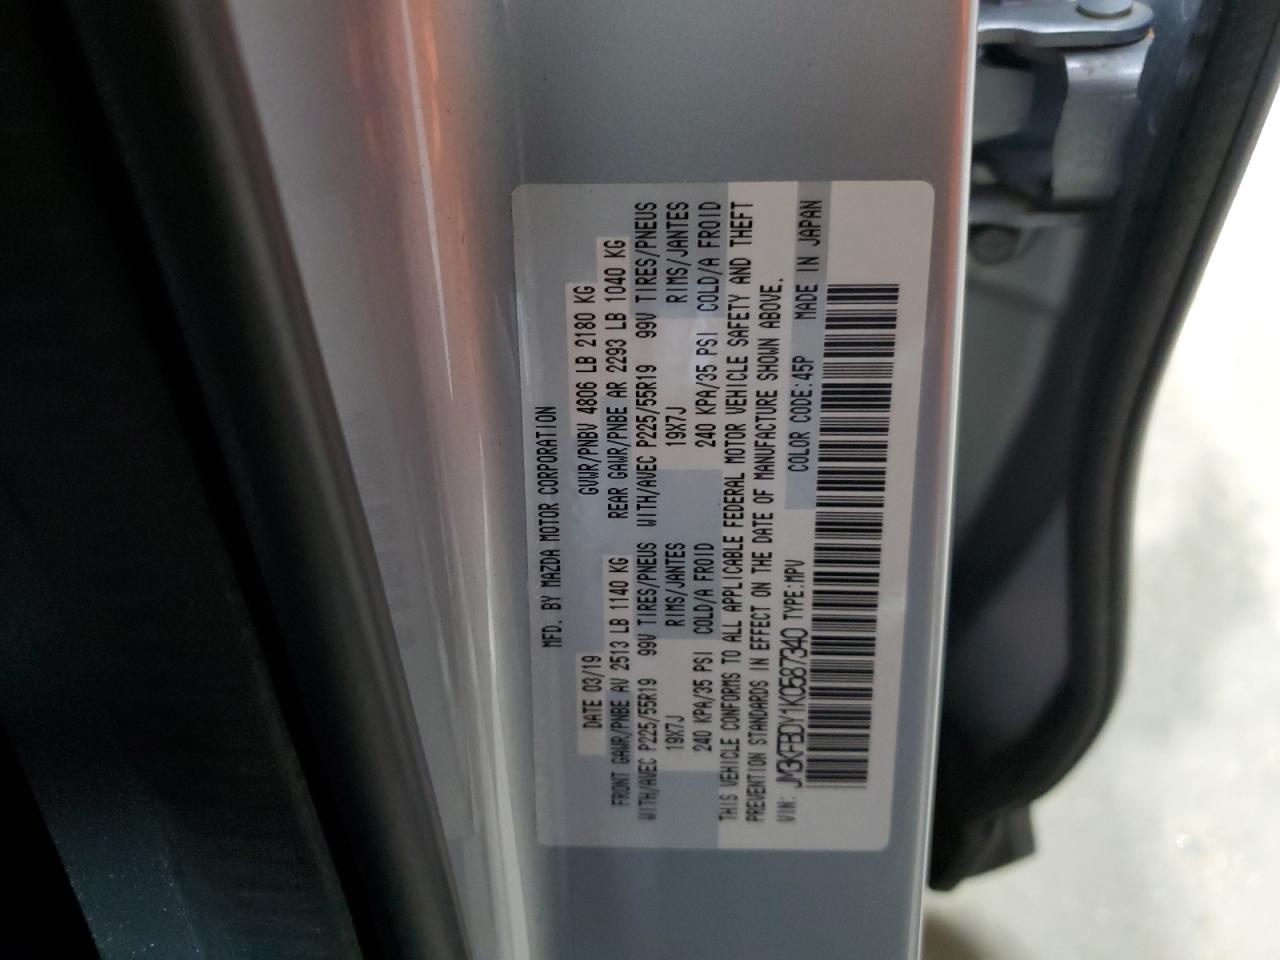 MFD. BY MAZDA MOTOR CORPORATION
DATE 03/19 GVWR/PNBV 4806 LB 2180 KG
FRONT GAWR/PNBE AV 2513 LB 1140 KG REAR GAWR/PNBE AR 2293 LB 1040 KG
WITH/AVEC P225/55R19 99V TIRES/PNEUS WITH/AVEC P225/55R19 99V TIRES/PNEUS
19X7J RIMS/JANTES 19X7J RIMS/JANTES
240 KPA/35 PSI COLD/A FROID 240 KPA/35 PSI COLD/A FROID
THIS VEHICLE CONFORMS TO ALL APPLICABLE FEDERAL MOTOR VEHICLE SAFETY AND THEFT
PREVENTION STANDARDS IN EFFECT ON THE DATE OF MANUFACTURE SHOWN ABOVE.
VIN: JM3KFBDY1K0587340 TYPE:MPV COLOR CODE:45P MADE IN JAPAN